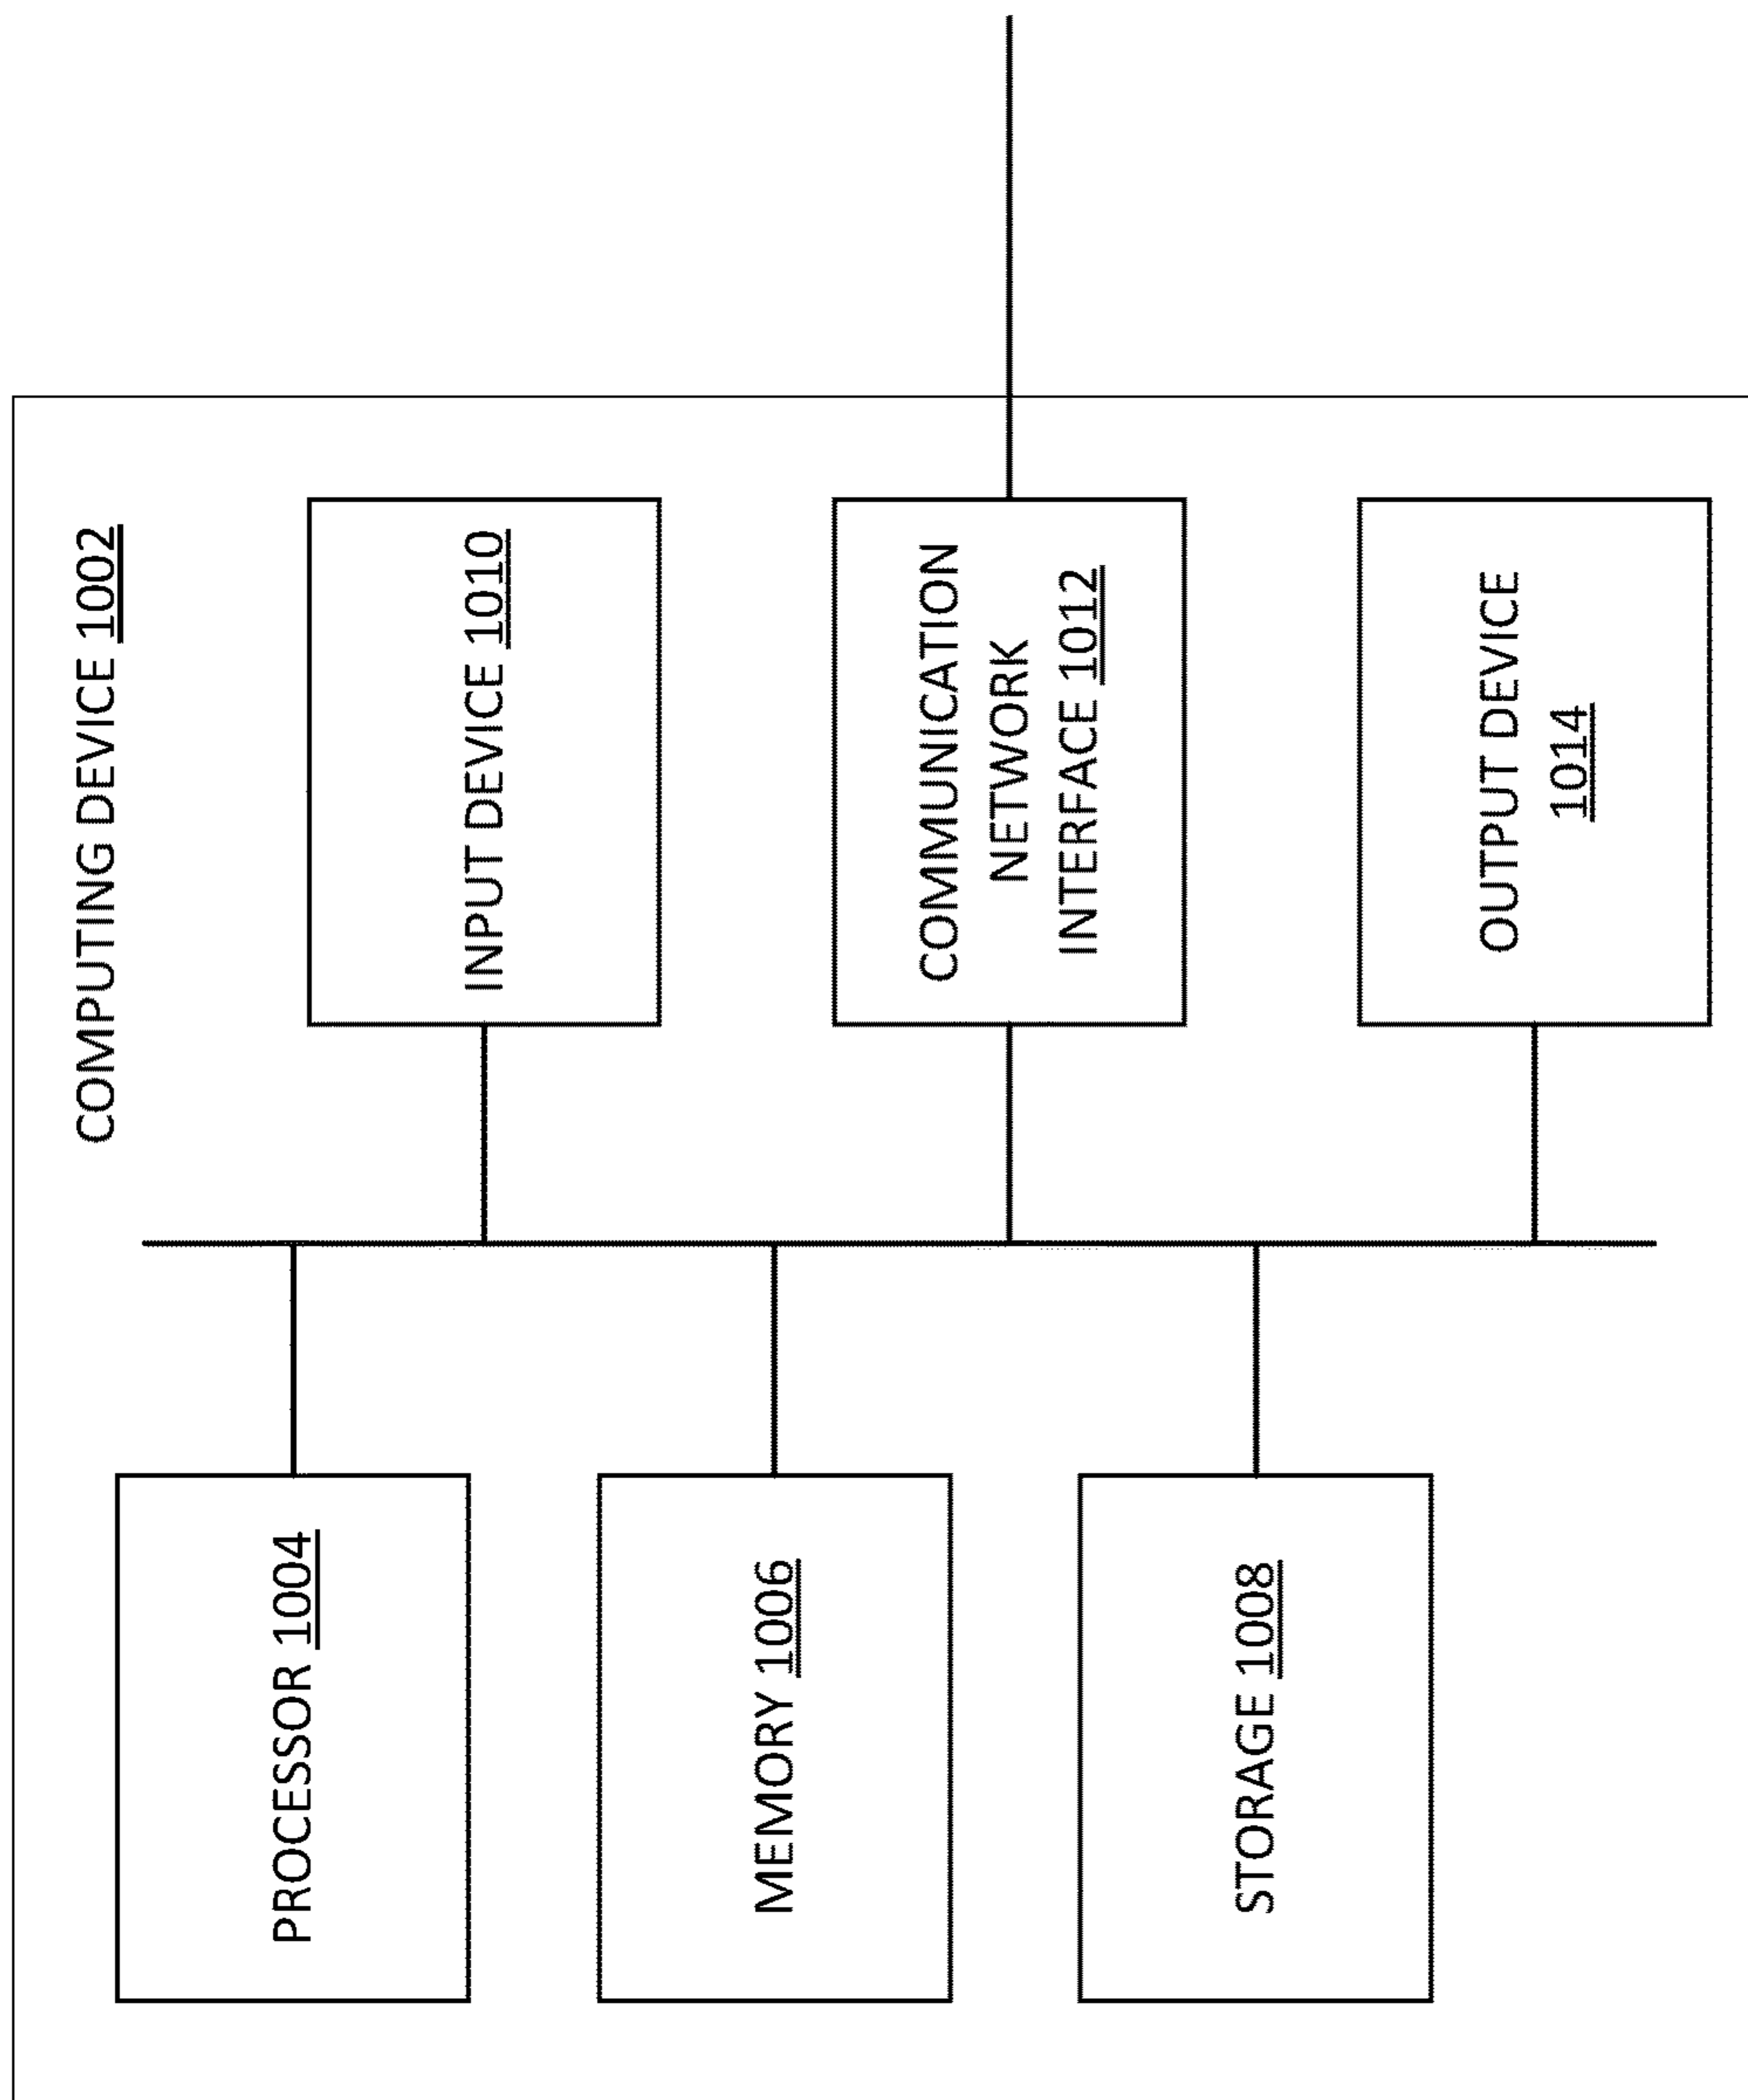 COMPUTING DEVICE 1002
PROCESSOR 1004
MEMORY 1006
STORAGE 1008
INPUT DEVICE 1010
COMMUNICATION
NETWORK
INTERFACE 1012
OUTPUT DEVICE
1014